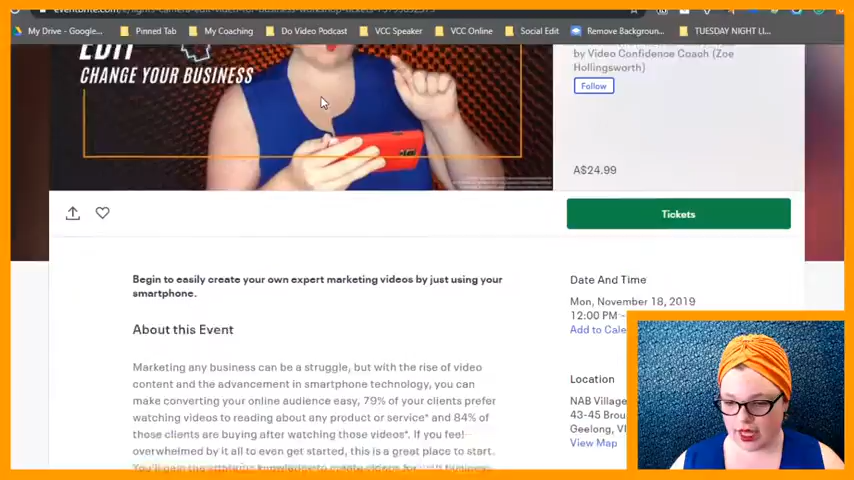 My Drive - Google...
Pinned Tab
My Coaching
Do Video Podcast
VCC Speaker
VCC Online
Social Edit
Remove Backgroun...
TUESDAY NIGHT LI...
EDIT
CHANGE YOUR BUSINESS
by Video Confidence Coach (Zoe
Hollingsworth)
Follow
A$24.99
Tickets
Begin to easily create your own expert marketing videos by just using your
smartphone.
About this Event
Marketing any business can be a struggle, but with the rise of video
content and the advancement in smartphone technology, you can
make converting your online audience easy, 79% of your clients prefer
watching videos to reading about any product or service* and 84% of
those clients are buying after watching those videos*. If you feel
overwhelmed by it all to even get started, this is a great place to start.
Date And Time
Mon, November 18, 2019
12:00 PM –
Add to Cale
Location
NAB Village
43-45 Brou
Geelong, VI
View Map